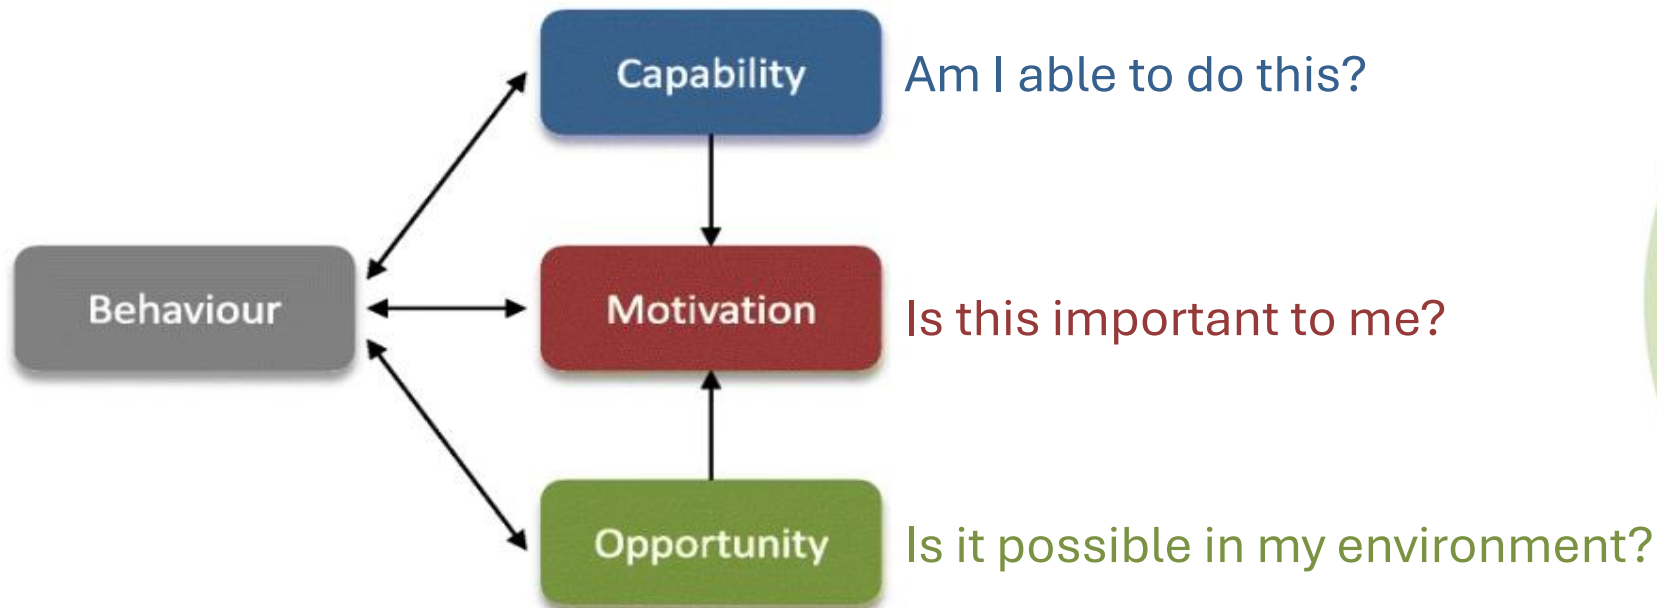 Capability
Am I able to do this?
Behaviour
Motivation
Is this important to me?
Opportunity
Is it possible in my environment?